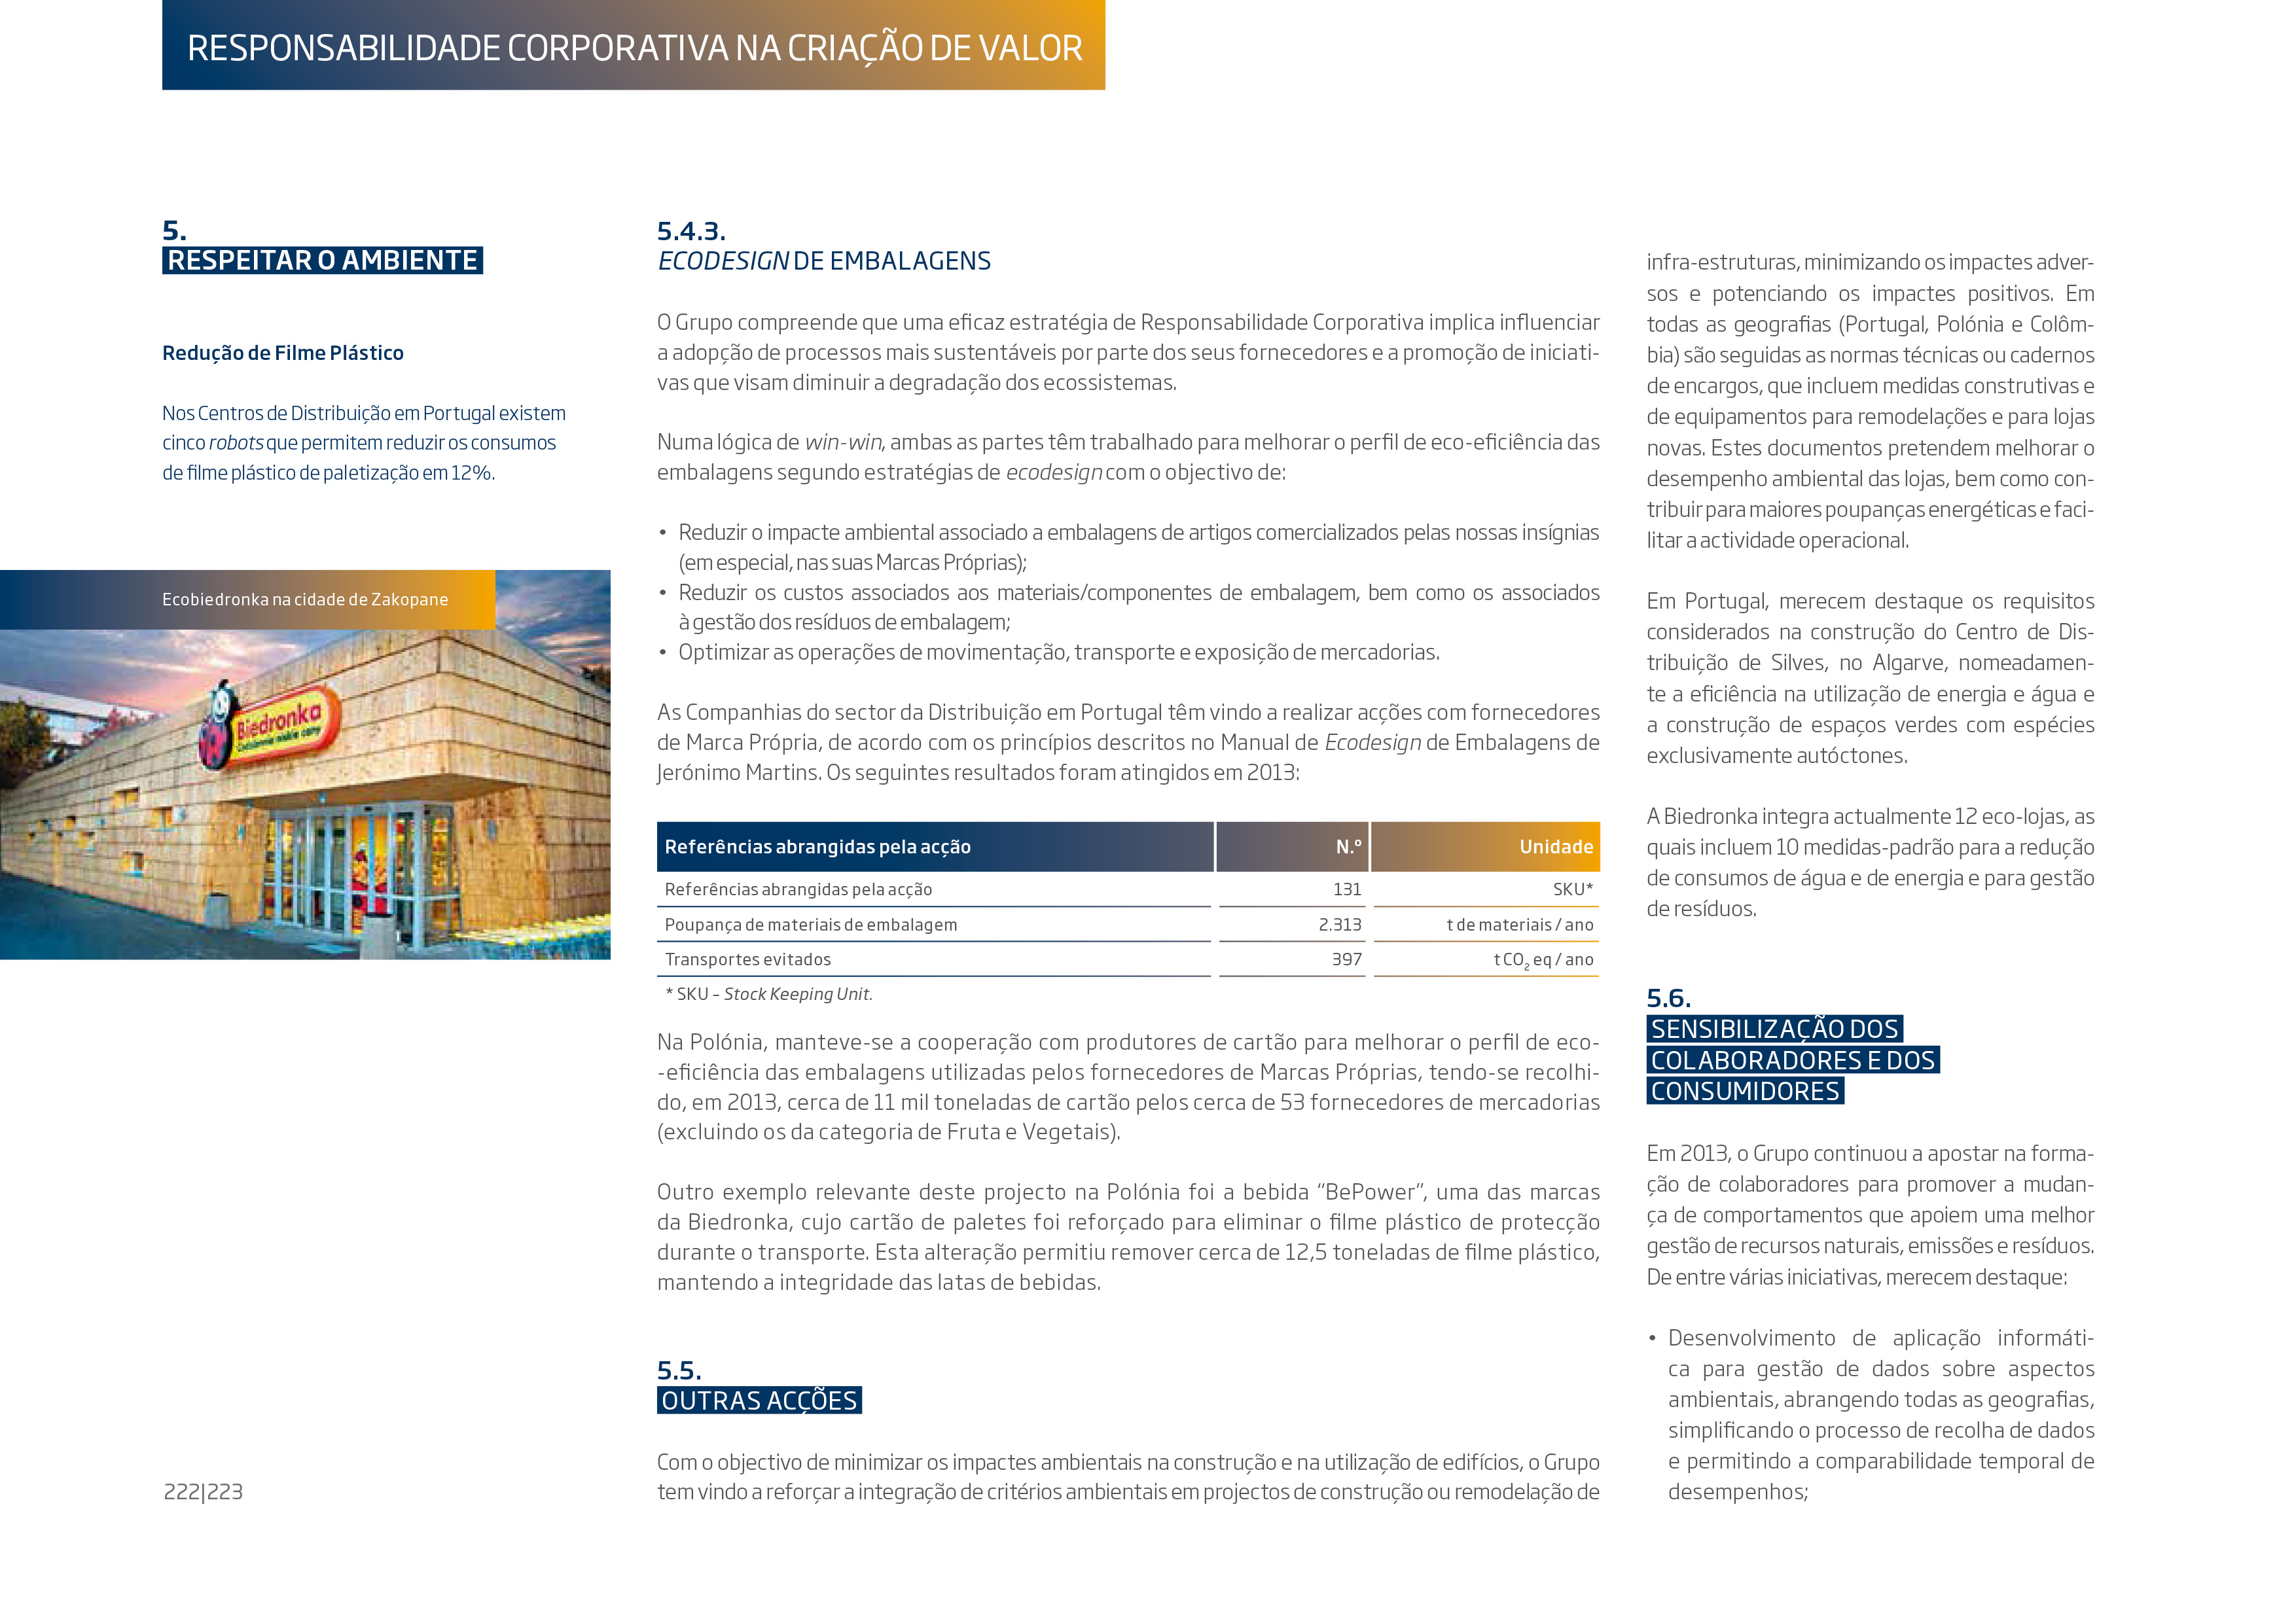 RESPONSABILIDADE CORPORATIVA NA CRIAÇÃO DE VALOR
5.
RESPEITAR O AMBIENTE
Redução de Filme Plástico
Nos Centros de Distribuição em Portugal existem
cinco robots que permitem reduzir os consumos
de filme plástico de paletização em 12%.
Ecobiedronka na cidade de Zakopane
Biedronka
Codziennie niskie ceny
222|223
5.4.3.
ECODESIGN DE EMBALAGENS
O Grupo compreende que uma eficaz estratégia de Responsabilidade Corporativa implica influenciar
a adopção de processos mais sustentáveis por parte dos seus fornecedores e a promoção de iniciati-
vas que visam diminuir a degradação dos ecossistemas.
Numa lógica de win-win, ambas as partes têm trabalhado para melhorar o perfil de eco-eficiência das
embalagens segundo estratégias de ecodesign com o objectivo de:
• Reduzir o impacte ambiental associado a embalagens de artigos comercializados pelas nossas insígnias
(em especial, nas suas Marcas Próprias);
• Reduzir os custos associados aos materiais/componentes de embalagem, bem como os associados
à gestão dos resíduos de embalagem;
• Optimizar as operações de movimentação, transporte e exposição de mercadorias.
As Companhias do sector da Distribuição em Portugal têm vindo a realizar acções com fornecedores
de Marca Própria, de acordo com os princípios descritos no Manual de Ecodesign de Embalagens de
Jerónimo Martins. Os seguintes resultados foram atingidos em 2013:
Referências abrangidas pela acção N.º Unidade
Referências abrangidas pela acção 131 SKU*
Poupança de materiais de embalagem 2.313 t de materiais / ano
Transportes evitados 397 t CO₂ eq / ano
* SKU – Stock Keeping Unit.
Na Polónia, manteve-se a cooperação com produtores de cartão para melhorar o perfil de eco-
-eficiência das embalagens utilizadas pelos fornecedores de Marcas Próprias, tendo-se recolhi-
do, em 2013, cerca de 11 mil toneladas de cartão pelos cerca de 53 fornecedores de mercadorias
(excluindo os da categoria de Fruta e Vegetais).
Outro exemplo relevante deste projecto na Polónia foi a bebida “BePower”, uma das marcas
da Biedronka, cujo cartão de paletes foi reforçado para eliminar o filme plástico de protecção
durante o transporte. Esta alteração permitiu remover cerca de 12,5 toneladas de filme plástico,
mantendo a integridade das latas de bebidas.
5.5.
OUTRAS ACÇÕES
Com o objectivo de minimizar os impactes ambientais na construção e na utilização de edifícios, o Grupo
tem vindo a reforçar a integração de critérios ambientais em projectos de construção ou remodelação de
infra-estruturas, minimizando os impactes adver-
sos e potenciando os impactes positivos. Em
todas as geografias (Portugal, Polónia e Colôm-
bia) são seguidas as normas técnicas ou cadernos
de encargos, que incluem medidas construtivas e
de equipamentos para remodelações e para lojas
novas. Estes documentos pretendem melhorar o
desempenho ambiental das lojas, bem como con-
tribuir para maiores poupanças energéticas e faci-
litar a actividade operacional.
Em Portugal, merecem destaque os requisitos
considerados na construção do Centro de Dis-
tribuição de Silves, no Algarve, nomeadamen-
te a eficiência na utilização de energia e água e
a construção de espaços verdes com espécies
exclusivamente autóctones.
A Biedronka integra actualmente 12 eco-lojas, as
quais incluem 10 medidas-padrão para a redução
de consumos de água e de energia e para gestão
de resíduos.
5.6.
SENSIBILIZAÇÃO DOS
COLABORADORES E DOS
CONSUMIDORES
Em 2013, o Grupo continuou a apostar na forma-
ção de colaboradores para promover a mudan-
ça de comportamentos que apoiem uma melhor
gestão de recursos naturais, emissões e resíduos.
De entre várias iniciativas, merecem destaque:
• Desenvolvimento de aplicação informáti-
ca para gestão de dados sobre aspectos
ambientais, abrangendo todas as geografias,
simplificando o processo de recolha de dados
e permitindo a comparabilidade temporal de
desempenhos;